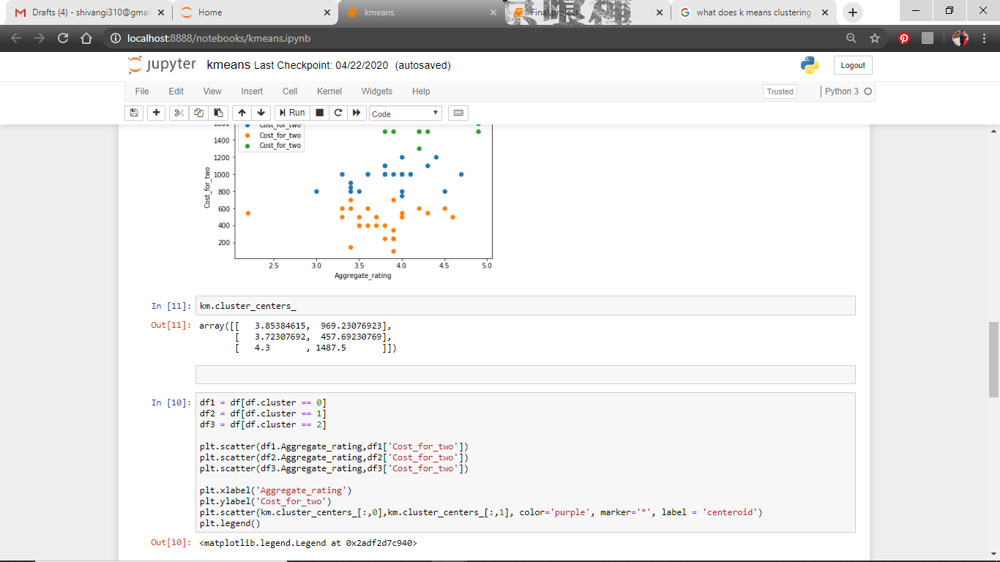 Drafts (4) - shivangi310@gmai
Home
kmeans
Final project
what does k means clustering
localhost:8888/notebooks/kmeans.ipynb
jupyter kmeans Last Checkpoint: 04/22/2020 (autosaved)
Logout
File Edit View Insert Cell Kernel Widgets Help
Trusted
Python 3
Run
Code
1600
1400
1200
1000
800
600
400
200
Cost_for_two
Cost_for_two
Cost_for_two
Cost_for_two
2.5 3.0 3.5 4.0 4.5 5.0
Aggregate_rating
In [11]: km.cluster_centers_
Out[11]: array([[ 3.85384615, 969.23076923],
[ 3.72307692, 457.69230769],
[ 4.3 , 1487.5 ]])
In [10]: df1 = df[df.cluster == 0]
df2 = df[df.cluster == 1]
df3 = df[df.cluster == 2]
plt.scatter(df1.Aggregate_rating,df1['Cost_for_two'])
plt.scatter(df2.Aggregate_rating,df2['Cost_for_two'])
plt.scatter(df3.Aggregate_rating,df3['Cost_for_two'])
plt.xlabel('Aggregate_rating')
plt.ylabel('Cost_for_two')
plt.scatter(km.cluster_centers_[:,0],km.cluster_centers_[:,1], color='purple', marker='*', label = 'centeroid')
plt.legend()
Out[10]: <matplotlib.legend.Legend at 0x2adf2d7c940>